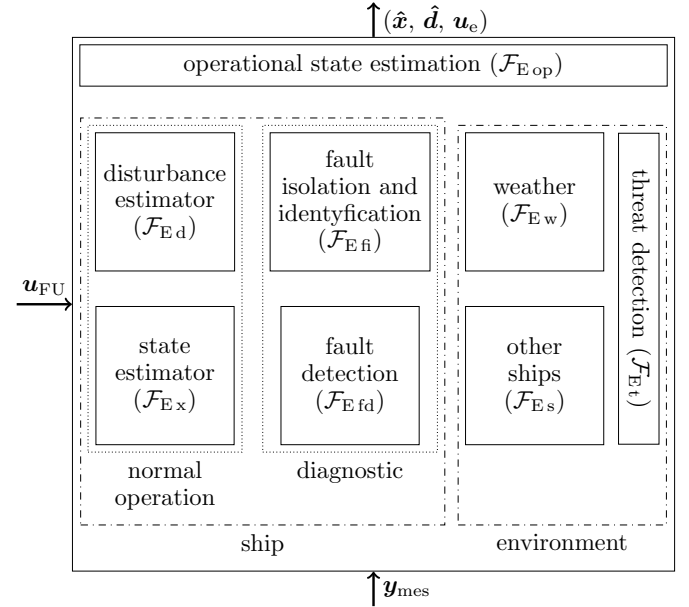 (x̂, d̂, u_e)
operational state estimation (ℱ_E op)
disturbance
estimator
(ℱ_E d)
fault
isolation and
identyfication
(ℱ_E fi)
weather
(ℱ_E w)
threat detection (ℱ_E t)
u_FU
state
estimator
(ℱ_E x)
fault
detection
(ℱ_E fd)
other
ships
(ℱ_E s)
normal
operation
diagnostic
ship
environment
y_mes